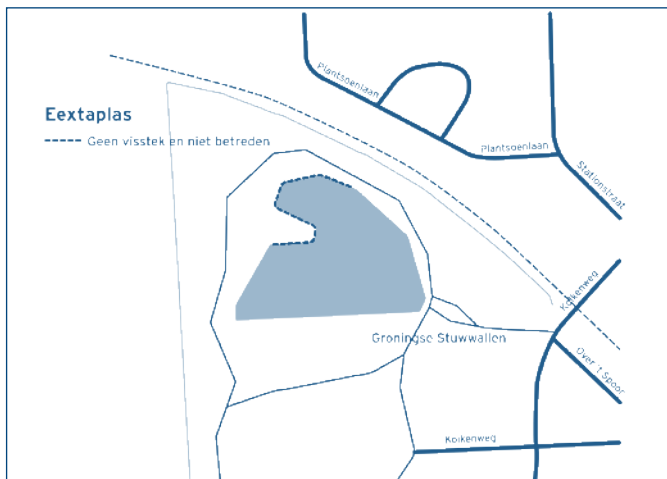 Eextaplas
Geen visstek en niet betreden
Plantsoenlaan
Plantsoenlaan
Stationstraat
Koikenweg
Groningse Stuwwallen
Over 't Spoor
Koikenweg